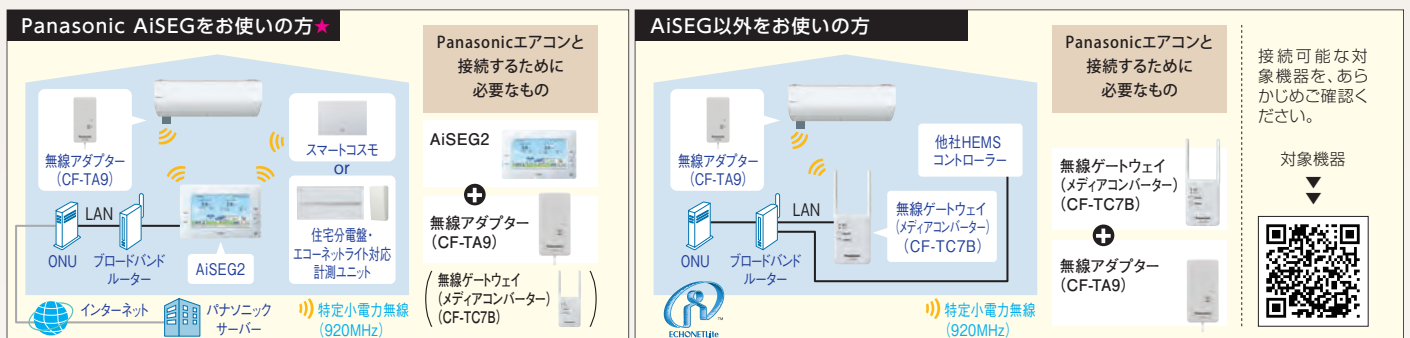 Panasonic AiSEGをお使いの方★
無線アダプター
(CF-TA9)
スマートコスモ
or
住宅分電盤・
エコーネットライト対応
計測ユニット
LAN
ONU
ブロードバンド
ルーター
AiSEG2
インターネット
パナソニック
サーバー
特定小電力無線
(920MHz)
Panasonicエアコンと
接続するために
必要なもの
AiSEG2
無線アダプター
(CF-TA9)
無線ゲートウェイ
(メディアコンバーター)
(CF-TC7B)
AiSEG以外をお使いの方
無線アダプター
(CF-TA9)
他社HEMS
コントローラー
LAN
無線ゲートウェイ
(メディアコンバーター)
(CF-TC7B)
ONU
ブロードバンド
ルーター
ECHONETLite
TM
特定小電力無線
(920MHz)
Panasonicエアコンと
接続するために
必要なもの
無線ゲートウェイ
(メディアコンバーター)
(CF-TC7B)
無線アダプター
(CF-TA9)
接続可能な対
象機器を、あら
かじめご確認く
ださい。
対象機器